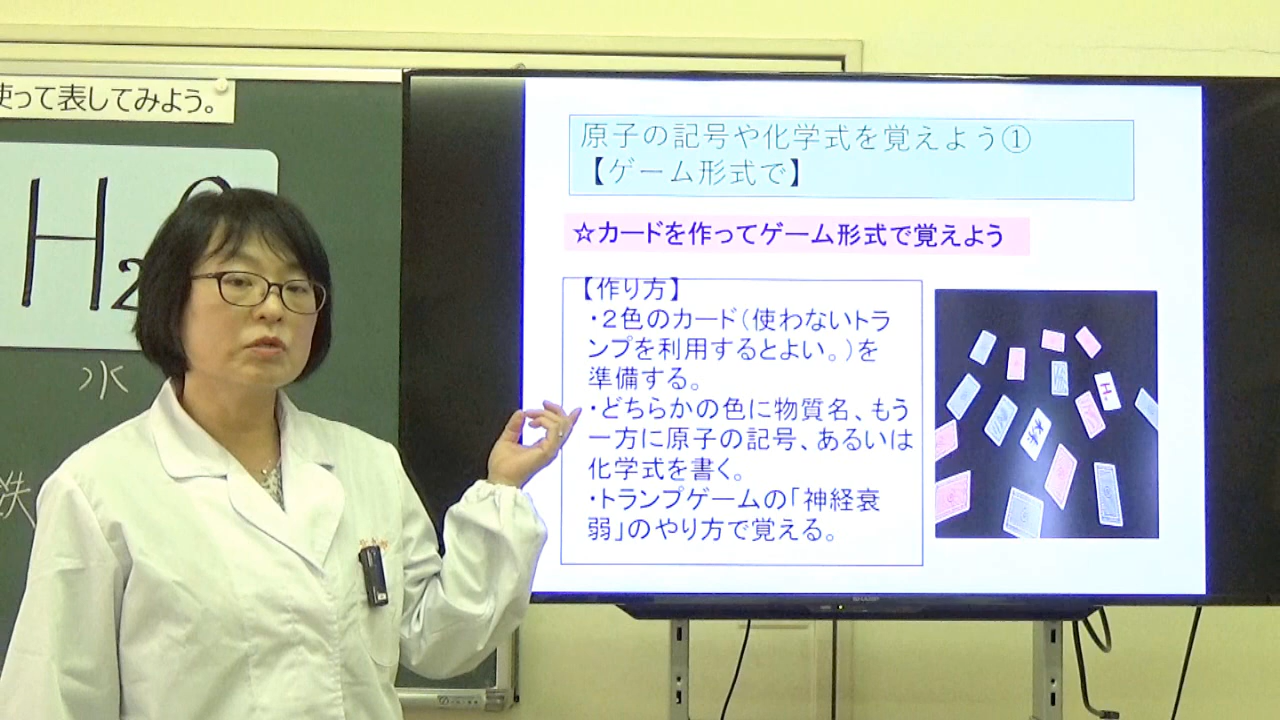 使って表してみよう。
H₂
水
鉄
原子の記号や化学式を覚えよう①
【ゲーム形式で】
☆カードを作ってゲーム形式で覚えよう
【作り方】
・２色のカード（使わないトラ
ンプを利用するとよい。）を
準備する。
・どちらかの色に物質名、もう
一方に原子の記号、あるいは
化学式を書く。
・トランプゲームの「神経衰
弱」のやり方で覚える。
水素
SHARP